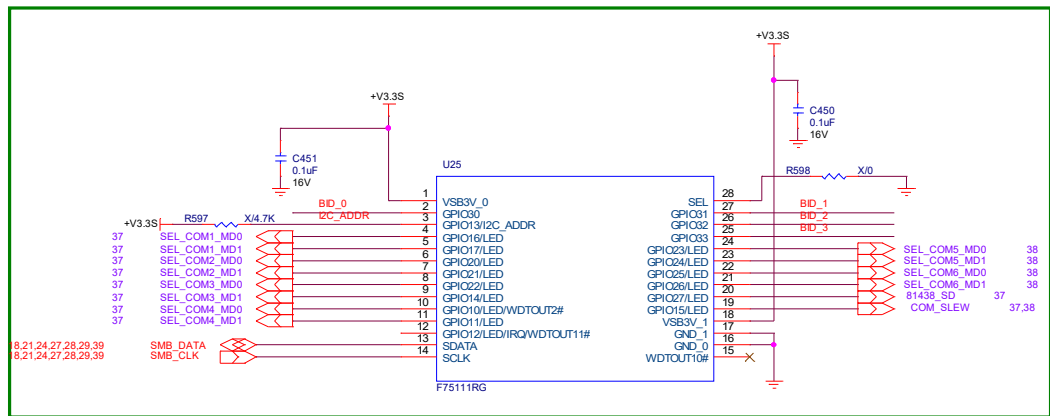 +V3.3S
C450
0.1uF
16V
+V3.3S
C451
0.1uF
16V
U25
R598 X/0
1 VSB3V_0 SEL 28
BID_0 2 GPIO30 GPIO31 27 BID_1
+V3.3S R597 X/4.7K I2C_ADDR 3 GPIO13/I2C_ADDR GPIO32 26 BID_2
37 SEL_COM1_MD0 4 GPIO16/LED GPIO33 25 BID_3
37 SEL_COM1_MD1 5 GPIO17/LED GPIO23/LED 24 SEL_COM5_MD0 38
37 SEL_COM2_MD0 6 GPIO20/LED GPIO24/LED 23 SEL_COM5_MD1 38
37 SEL_COM2_MD1 7 GPIO21/LED GPIO25/LED 22 SEL_COM6_MD0 38
37 SEL_COM3_MD0 8 GPIO22/LED GPIO26/LED 21 SEL_COM6_MD1 38
37 SEL_COM3_MD1 9 GPIO14/LED GPIO27/LED 20 81438_SD 37
37 SEL_COM4_MD0 10 GPIO10/LED/WDTOUT2# GPIO15/LED 19 COM_SLEW 37,38
37 SEL_COM4_MD1 11 GPIO11/LED VSB3V_1 18
12 GPIO12/LED/IRQ/WDTOUT11# GND_1 17
8,21,24,27,28,29,39 SMB_DATA 13 SDATA GND_0 16
8,21,24,27,28,29,39 SMB_CLK 14 SCLK WDTOUT10# 15
F75111RG